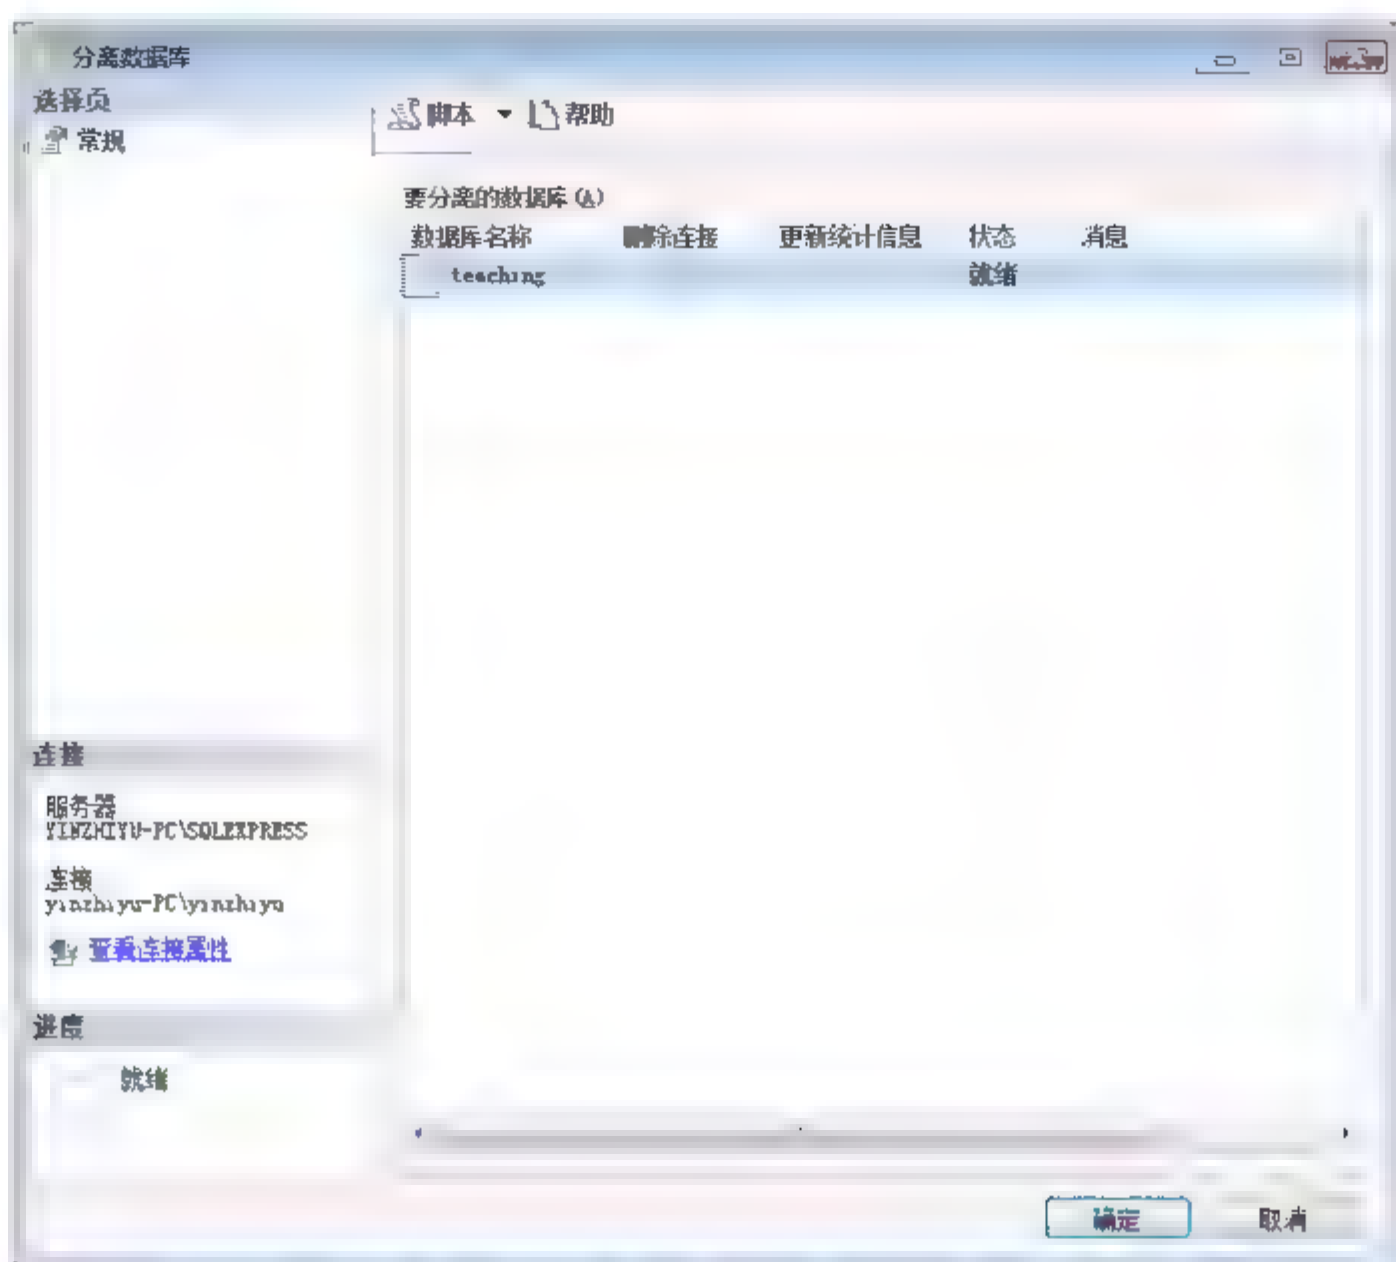 分离数据库
选择页
常规
脚本 帮助
要分离的数据库(A)
数据库名称 删除连接 更新统计信息 状态 消息
teaching 就绪
连接
服务器
YINZHIYU-PC\SQLEXPRESS
连接
yinzhiyu-PC\yinzhiyu
查看连接属性
进度
就绪
确定 取消